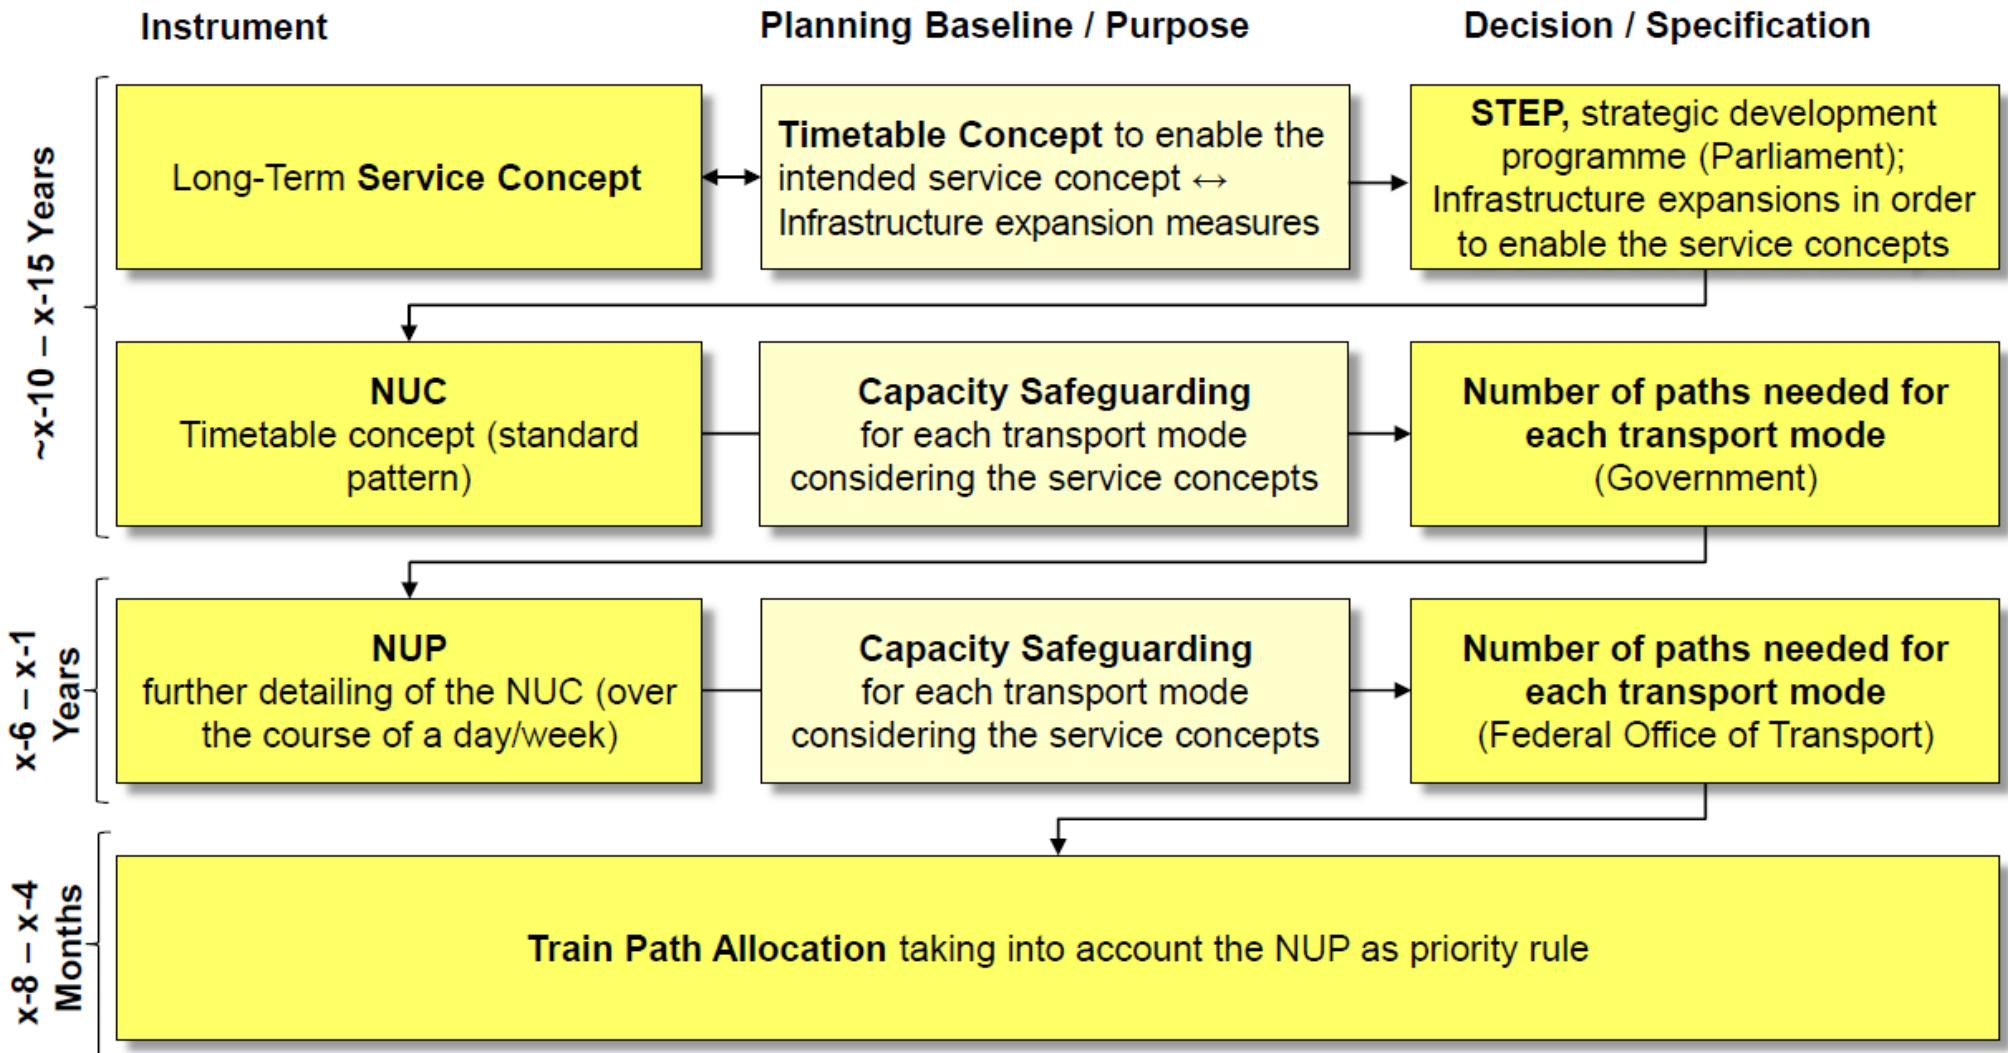 Instrument
Planning Baseline / Purpose
Decision / Specification
~x-10 – x-15 Years
Long-Term Service Concept
Timetable Concept to enable the
intended service concept ↔
Infrastructure expansion measures
STEP, strategic development
programme (Parliament);
Infrastructure expansions in order
to enable the service concepts
NUC
Timetable concept (standard
pattern)
Capacity Safeguarding
for each transport mode
considering the service concepts
Number of paths needed for
each transport mode
(Government)
x-6 – x-1
Years
NUP
further detailing of the NUC (over
the course of a day/week)
Capacity Safeguarding
for each transport mode
considering the service concepts
Number of paths needed for
each transport mode
(Federal Office of Transport)
x-8 – x-4
Months
Train Path Allocation taking into account the NUP as priority rule